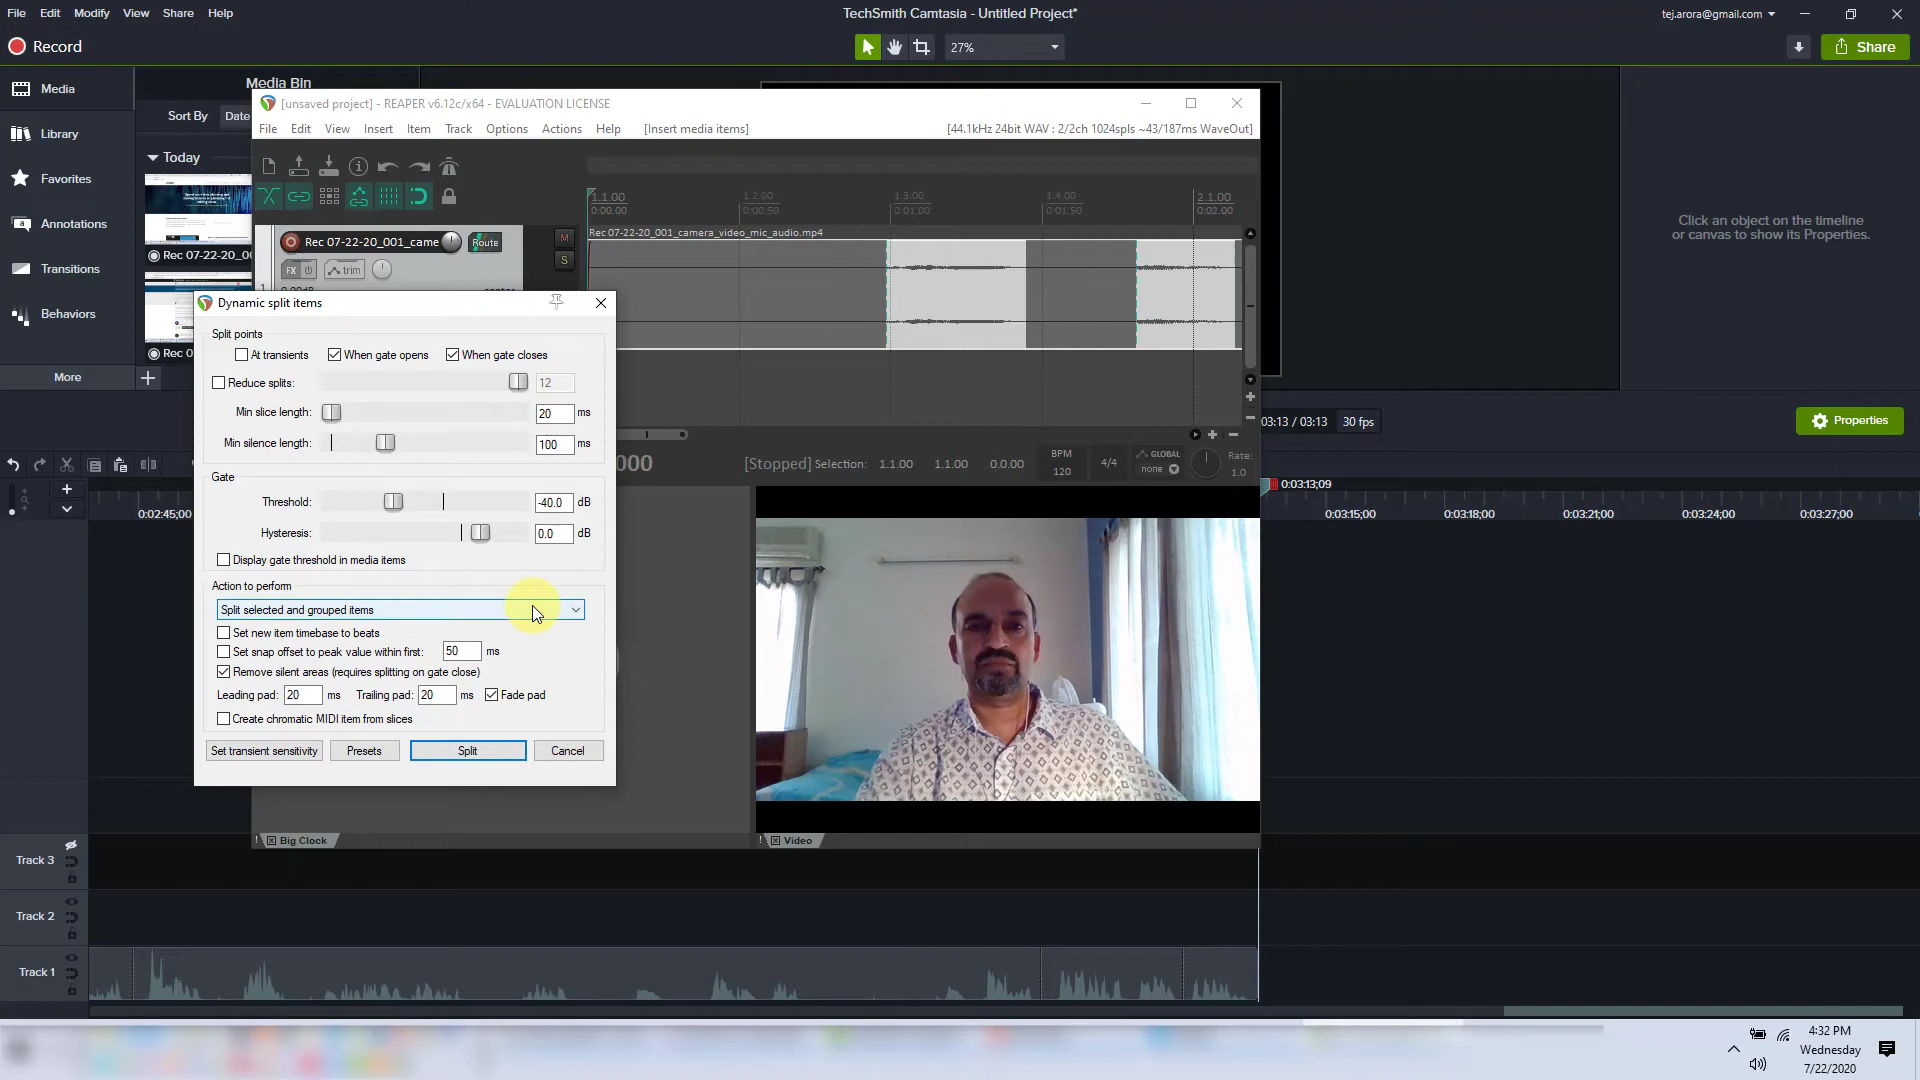 File Edit Modify View Share Help
TechSmith Camtasia - Untitled Project*
tej.arora@gmail.com
Record
27%
Share
Media
Library
Favorites
Annotations
Transitions
Behaviors
More
Media Bin
Sort By Date
Today
Rec 07-22-20_00
Rec 0
Click an object on the timeline
or canvas to show its Properties.
[unsaved project] - REAPER v6.12c/x64 - EVALUATION LICENSE
File Edit View Insert Item Track Options Actions Help [Insert media items]
[44.1kHz 24bit WAV : 2/2ch 1024spls ~43/187ms WaveOut]
1.1.00 1.2.00 1.3.00 1.4.00 2.1.00
0:00.00 0:00.50 0:01.00 0:01.50 0:02.00
Rec 07-22-20_001_camera_video_mic_audio.mp4
Rec 07-22-20_001_came Route M
FX trim S
1
0.00dB center
Dynamic split items
Split points
At transients When gate opens When gate closes
Reduce splits: 12
Min slice length: 20 ms
Min silence length: 100 ms
Gate
Threshold: -40.0 dB
Hysteresis: 0.0 dB
Display gate threshold in media items
Action to perform
Split selected and grouped items
Set new item timebase to beats
Set snap offset to peak value within first: 50 ms
Remove silent areas (requires splitting on gate close)
Leading pad: 20 ms Trailing pad: 20 ms Fade pad
Create chromatic MIDI item from slices
Set transient sensitivity Presets Split Cancel
000 [Stopped] Selection: 1.1.00 1.1.00 0.0.00
BPM
120
4/4
GLOBAL
none
Rate:
1.0
Big Clock
Video
03:13 / 03:13 30 fps
Properties
0:03:13;09
0:02:45;00 0:03:15;00 0:03:18;00 0:03:21;00 0:03:24;00 0:03:27;00
Track 3
Track 2
Track 1
4:32 PM
Wednesday
7/22/2020